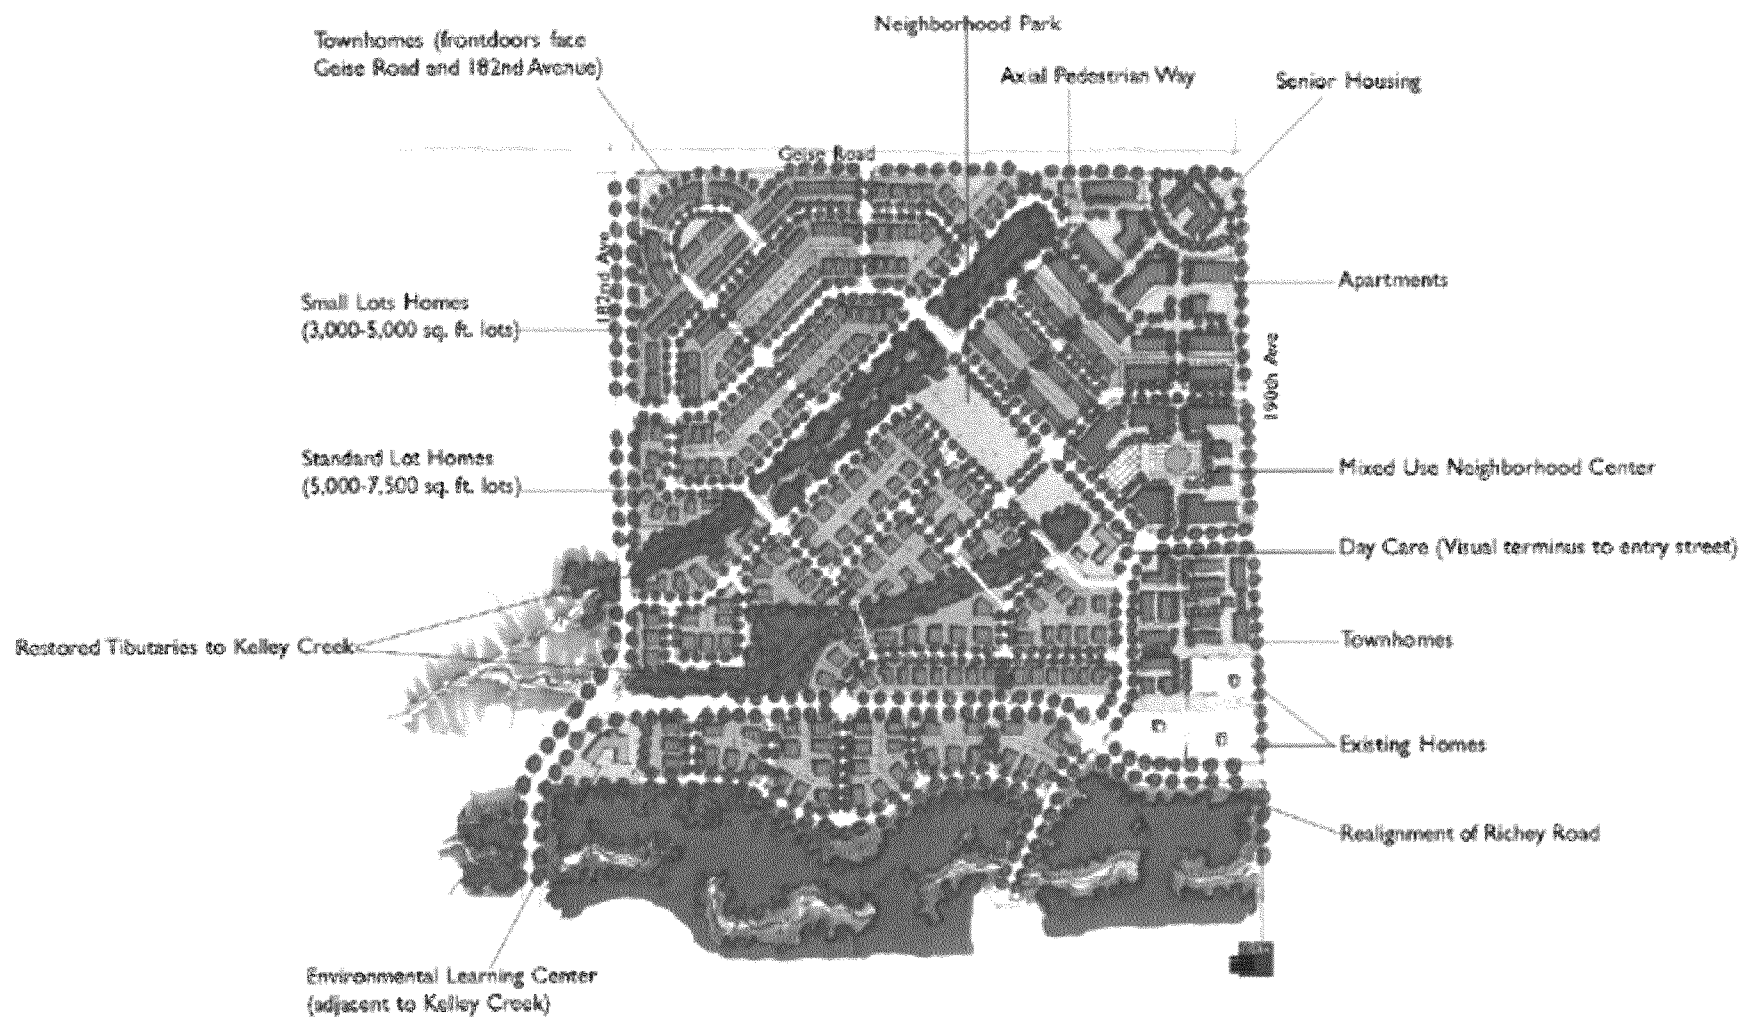 Neighborhood Park
Townhomes (frontdoors face
Geise Road and 182nd Avenue)
Axial Pedestrian Way
Senior Housing
Geise Road
182nd Ave
Apartments
Small Lots Homes
(3,000-5,000 sq. ft. lots)
190th Ave
Standard Lot Homes
(5,000-7,500 sq. ft. lots)
Mixed Use Neighborhood Center
Day Care (Visual terminus to entry street)
Restored Tibutaries to Kelley Creek
Townhomes
Existing Homes
Realignment of Richey Road
Environmental Learning Center
(adjacent to Kelley Creek)